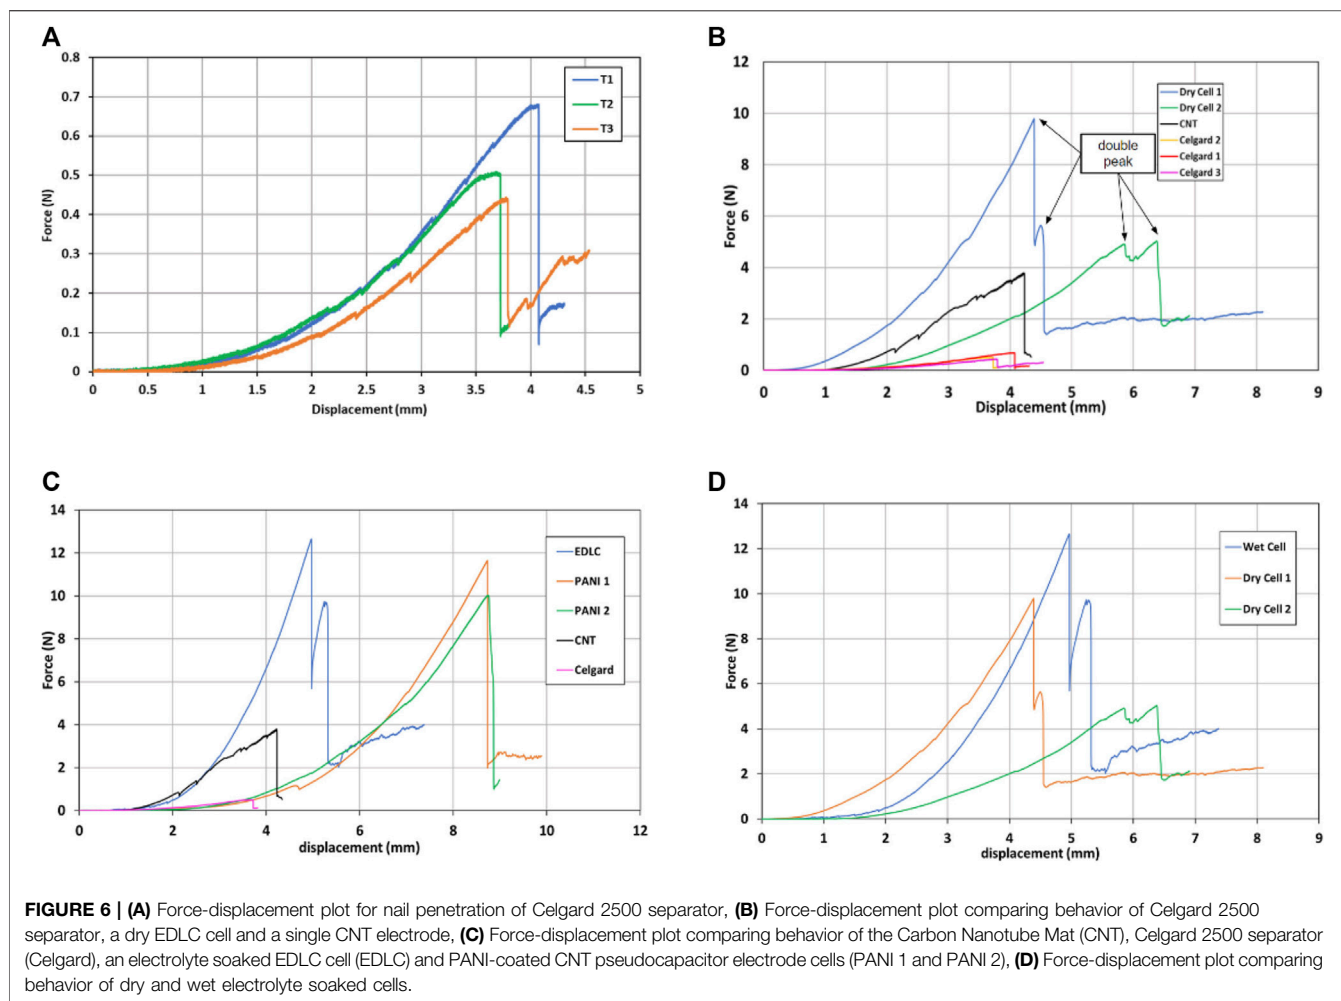 A
0.8
0.7
0.6
0.5
0.4
0.3
0.2
0.1
0
Force (N)
0 0.5 1 1.5 2 2.5 3 3.5 4 4.5 5
Displacement (mm)
T1
T2
T3
B
12
10
8
6
4
2
0
Force (N)
0 1 2 3 4 5 6 7 8 9
Displacement (mm)
Dry Cell 1
Dry Cell 2
CNT
Celgard 2
Celgard 1
Celgard 3
double
peak
C
14
12
10
8
6
4
2
0
Force (N)
0 2 4 6 8 10 12
displacement (mm)
EDLC
PANI 1
PANI 2
CNT
Celgard
D
14
12
10
8
6
4
2
0
Force (N)
0 1 2 3 4 5 6 7 8 9
displacement (mm)
Wet Cell
Dry Cell 1
Dry Cell 2
FIGURE 6 | (A) Force-displacement plot for nail penetration of Celgard 2500 separator, (B) Force-displacement plot comparing behavior of Celgard 2500
separator, a dry EDLC cell and a single CNT electrode, (C) Force-displacement plot comparing behavior of the Carbon Nanotube Mat (CNT), Celgard 2500 separator
(Celgard), an electrolyte soaked EDLC cell (EDLC) and PANI-coated CNT pseudocapacitor electrode cells (PANI 1 and PANI 2), (D) Force-displacement plot comparing
behavior of dry and wet electrolyte soaked cells.